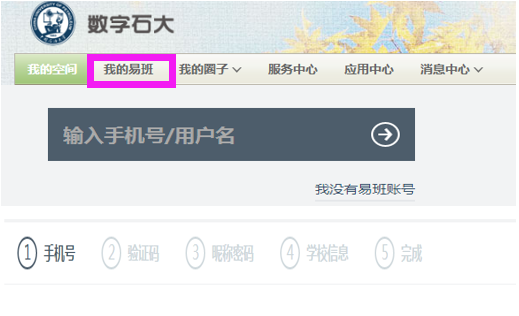 数字石大
我的空间 我的易班 我的圈子 服务中心 应用中心 消息中心
输入手机号/用户名
我没有易班账号
1 手机号 2 验证码 3 昵称密码 4 学校信息 5 完成